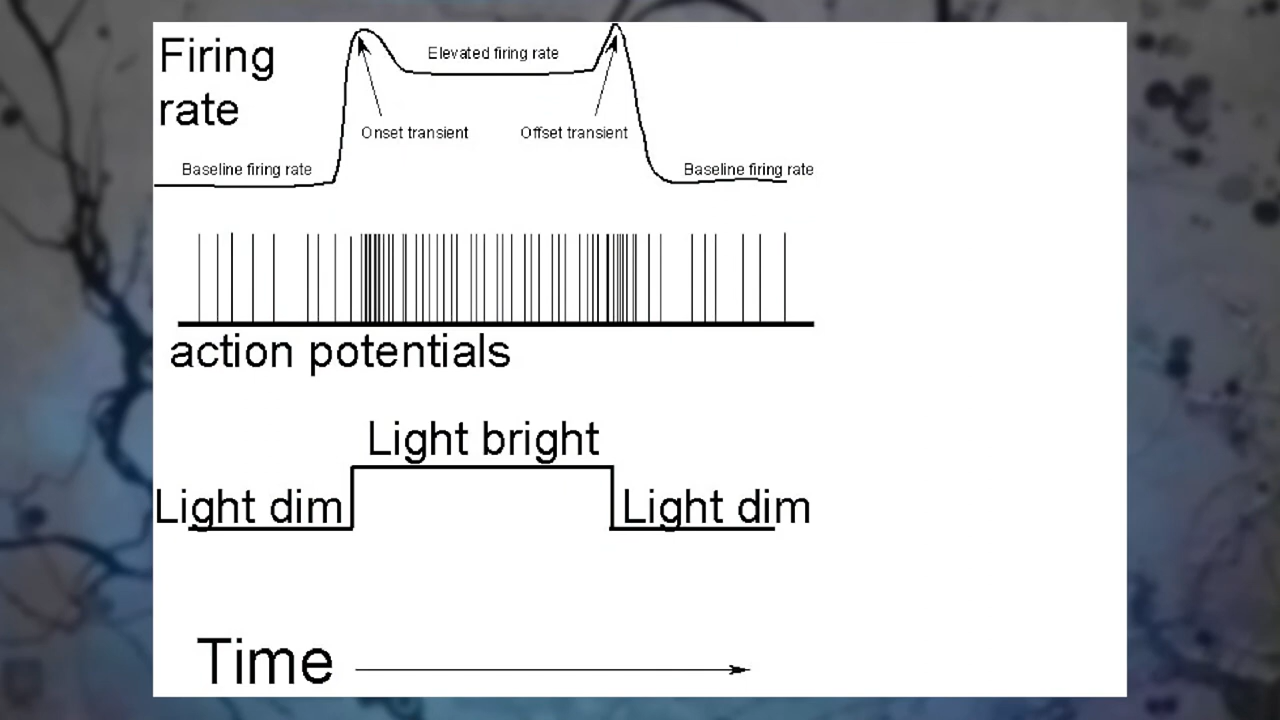 Firing
rate
Elevated firing rate
Onset transient
Offset transient
Baseline firing rate
Baseline firing rate
action potentials
Light bright
Light dim
Light dim
Time